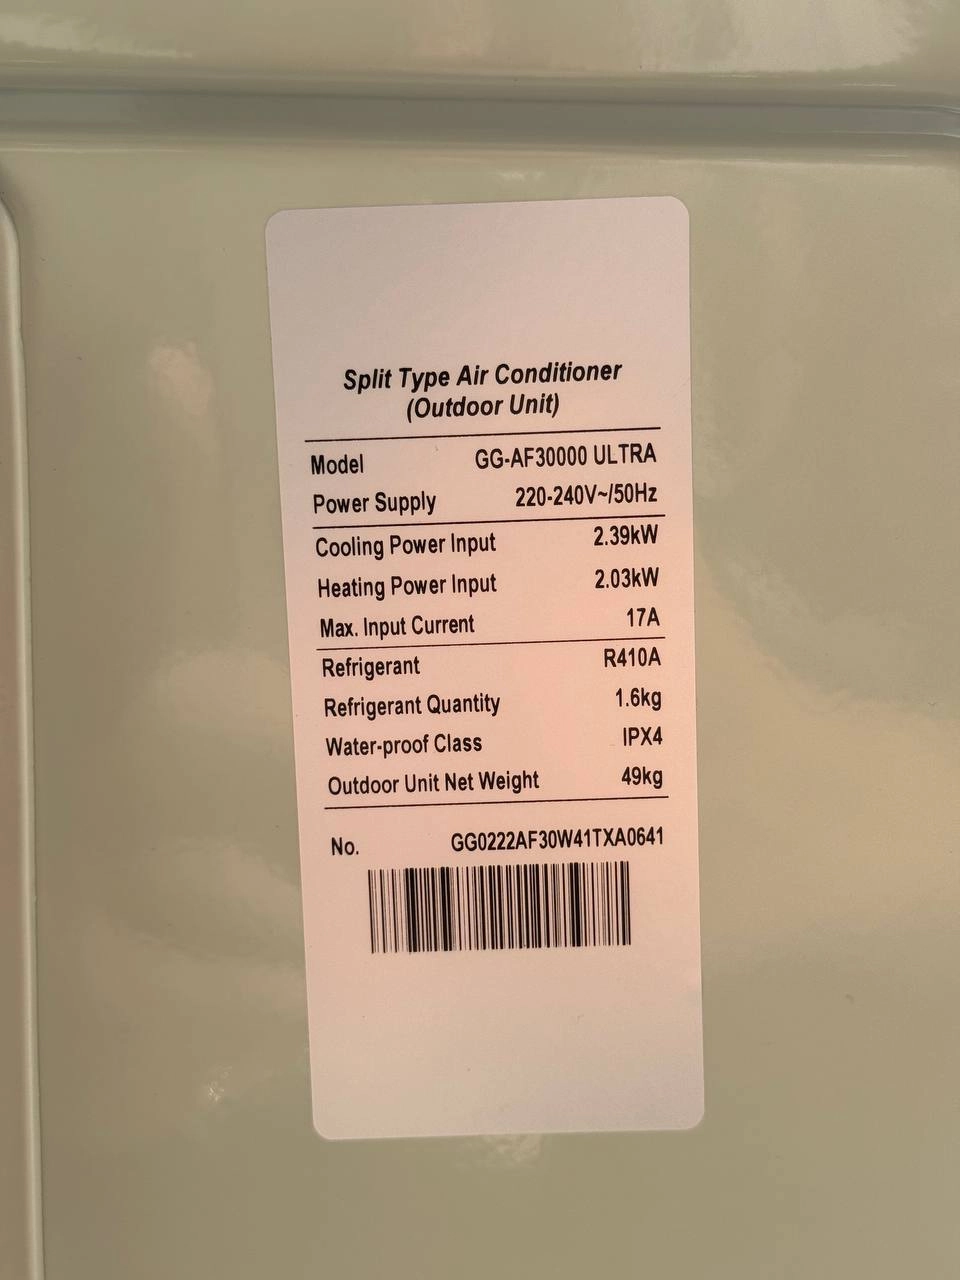 Split Type Air Conditioner
(Outdoor Unit)
Model GG-AF30000 ULTRA
Power Supply 220-240V~/50Hz
Cooling Power Input 2.39kW
Heating Power Input 2.03kW
Max. Input Current 17A
Refrigerant R410A
Refrigerant Quantity 1.6kg
Water-proof Class IPX4
Outdoor Unit Net Weight 49kg
No. GG0222AF30W41TXA0641